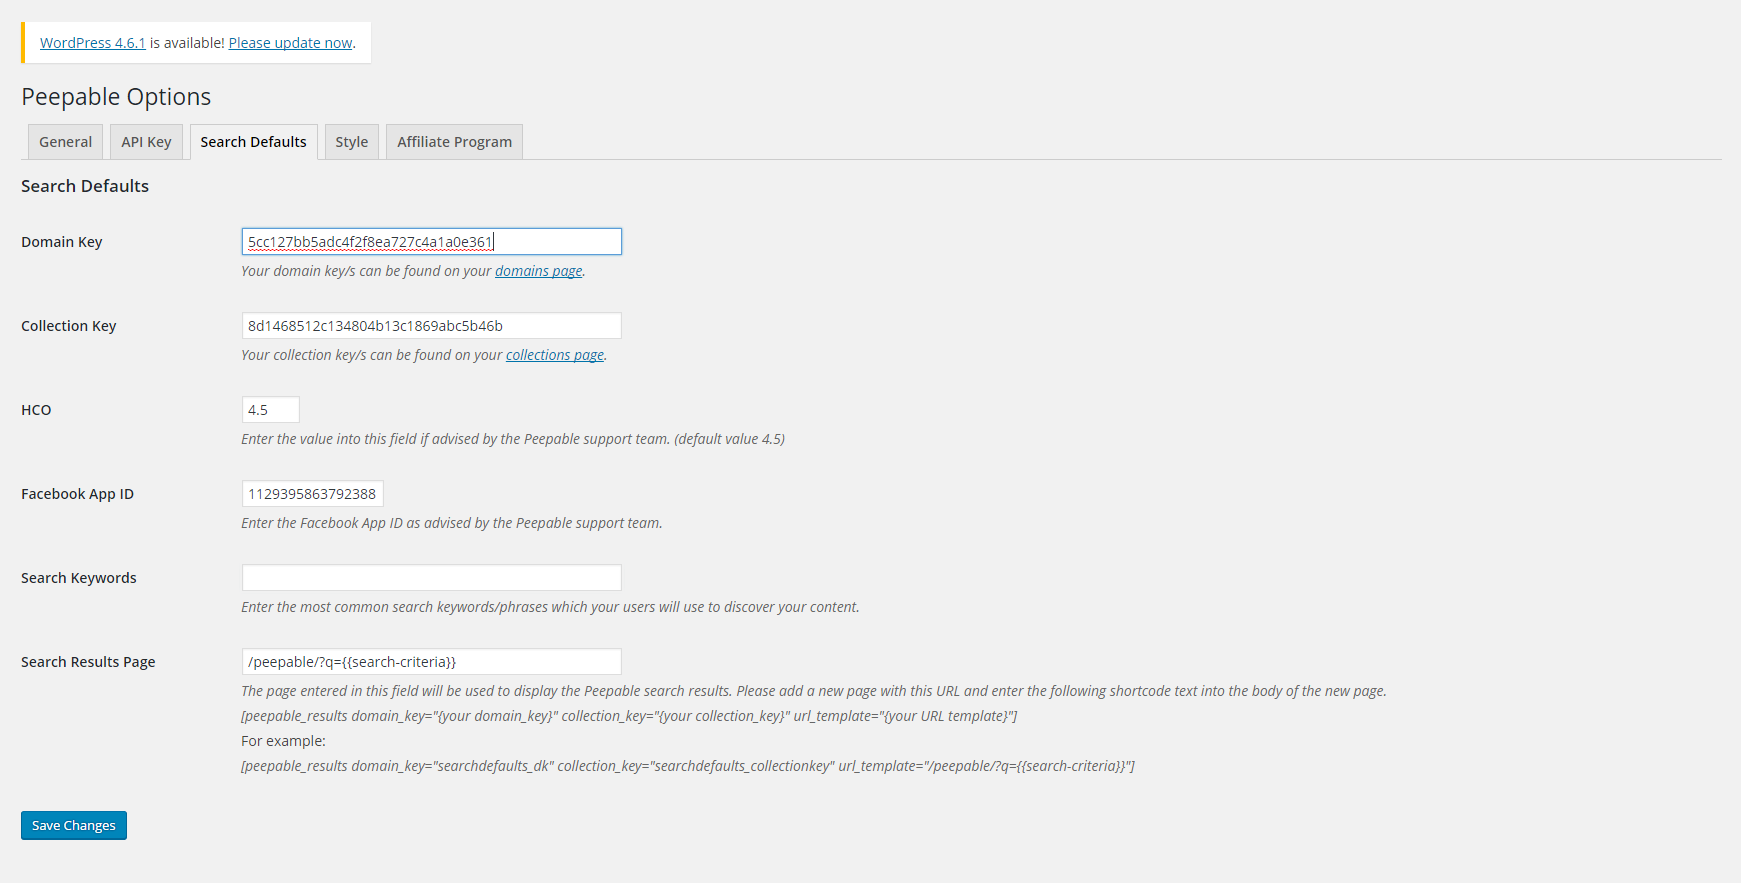 WordPress 4.6.1 is available! Please update now.
Peepable Options
General API Key Search Defaults Style Affiliate Program
Search Defaults
Domain Key 5cc127bb5adc4f2f8ea727c4a1a0e361
Your domain key/s can be found on your domains page.
Collection Key 8d1468512c134804b13c1869abc5b46b
Your collection key/s can be found on your collections page.
HCO 4.5
Enter the value into this field if advised by the Peepable support team. (default value 4.5)
Facebook App ID 1129395863792388
Enter the Facebook App ID as advised by the Peepable support team.
Search Keywords
Enter the most common search keywords/phrases which your users will use to discover your content.
Search Results Page /peepable/?q={{search-criteria}}
The page entered in this field will be used to display the Peepable search results. Please add a new page with this URL and enter the following shortcode text into the body of the new page.
[peepable_results domain_key="{your domain_key}" collection_key="{your collection_key}" url_template="{your URL template}"]
For example:
[peepable_results domain_key="searchdefaults_dk" collection_key="searchdefaults_collectionkey" url_template="/peepable/?q={{search-criteria}}"]
Save Changes